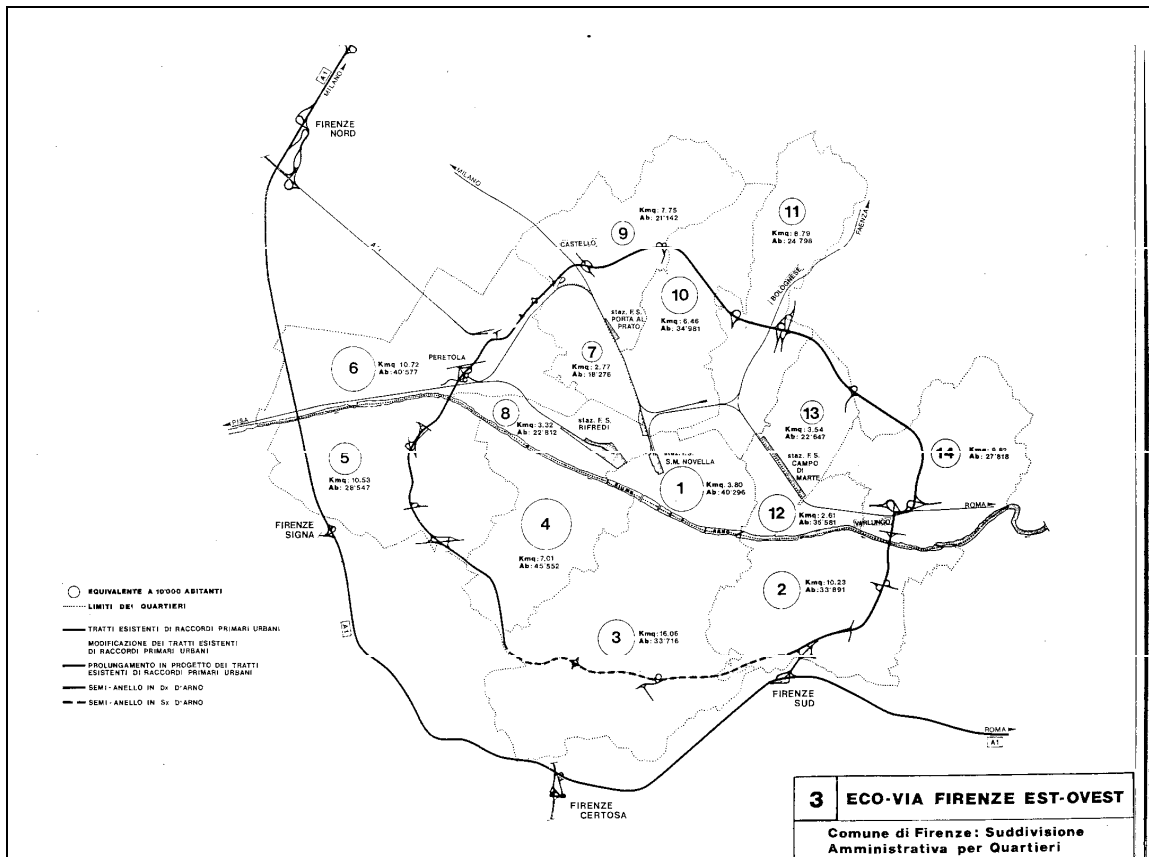 A1
MILANO
FIRENZE
NORD
MILANO
A11
CASTELLO
9
Kmq: 7.75
Ab: 21'142
11
Kmq: 8.79
Ab: 24'798
FAENZA
BOLOGNESE
10
Kmq: 6.46
Ab: 34'981
staz. F.S.
PORTA AL
PRATO
7
Kmq: 2.77
Ab: 18'276
PERETOLA
6
Kmq: 10.72
Ab: 40'577
PISA
8
Kmq: 3.32
Ab: 22'812
staz. F.S.
RIFREDI
13
Kmq: 3.54
Ab: 22'647
staz. F.S.
CAMPO
DI
MARTE
14
Ab: 27'818
5
Kmq: 10.53
Ab: 28'547
staz. F.S.
S.M. NOVELLA
1
Kmq: 3.80
Ab: 40'296
FIUME
ARNO
12
Kmq: 2.61
Ab: 35'581
VARLUNGO
ROMA
4
Kmq: 7.01
Ab: 45'552
FIRENZE
SIGNA
2
Kmq: 10.23
Ab: 33'891
3
Kmq: 16.06
Ab: 33'716
EQUIVALENTE A 10'000 ABITANTI
LIMITI DEI QUARTIERI
TRATTI ESISTENTI DI RACCORDI PRIMARI URBANI
MODIFICAZIONE DEI TRATTI ESISTENTI
DI RACCORDI PRIMARI URBANI
PROLUNGAMENTO IN PROGETTO DEI TRATTI
ESISTENTI DI RACCORDI PRIMARI URBANI
SEMI-ANELLO IN Dx D'ARNO
SEMI-ANELLO IN Sx D'ARNO
A1
FIRENZE
SUD
ROMA
A1
FIRENZE
CERTOSA
3 ECO-VIA FIRENZE EST-OVEST
Comune di Firenze: Suddivisione
Amministrativa per Quartieri